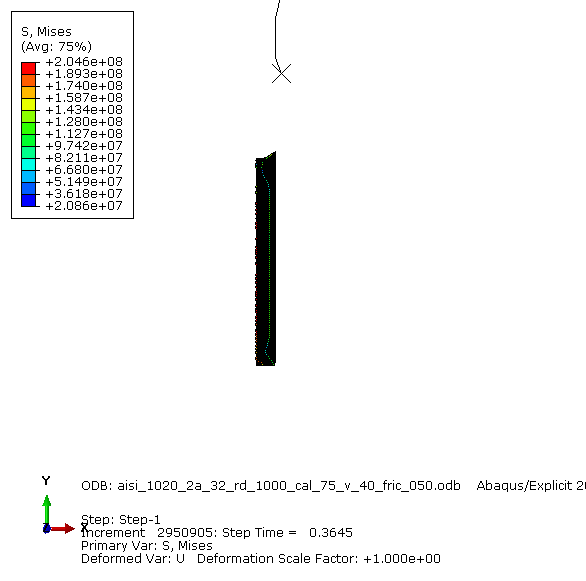 S, Mises
(Avg: 75%)
+2.046e+08
+1.893e+08
+1.740e+08
+1.587e+08
+1.434e+08
+1.280e+08
+1.127e+08
+9.742e+07
+8.211e+07
+6.680e+07
+5.149e+07
+3.618e+07
+2.086e+07
Y
ODB: aisi_1020_2a_32_rd_1000_cal_75_v_40_fric_050.odb Abaqus/Explicit
X
Step: Step-1
Increment 2950905: Step Time = 0.3645
Primary Var: S, Mises
Deformed Var: U Deformation Scale Factor: +1.000e+00